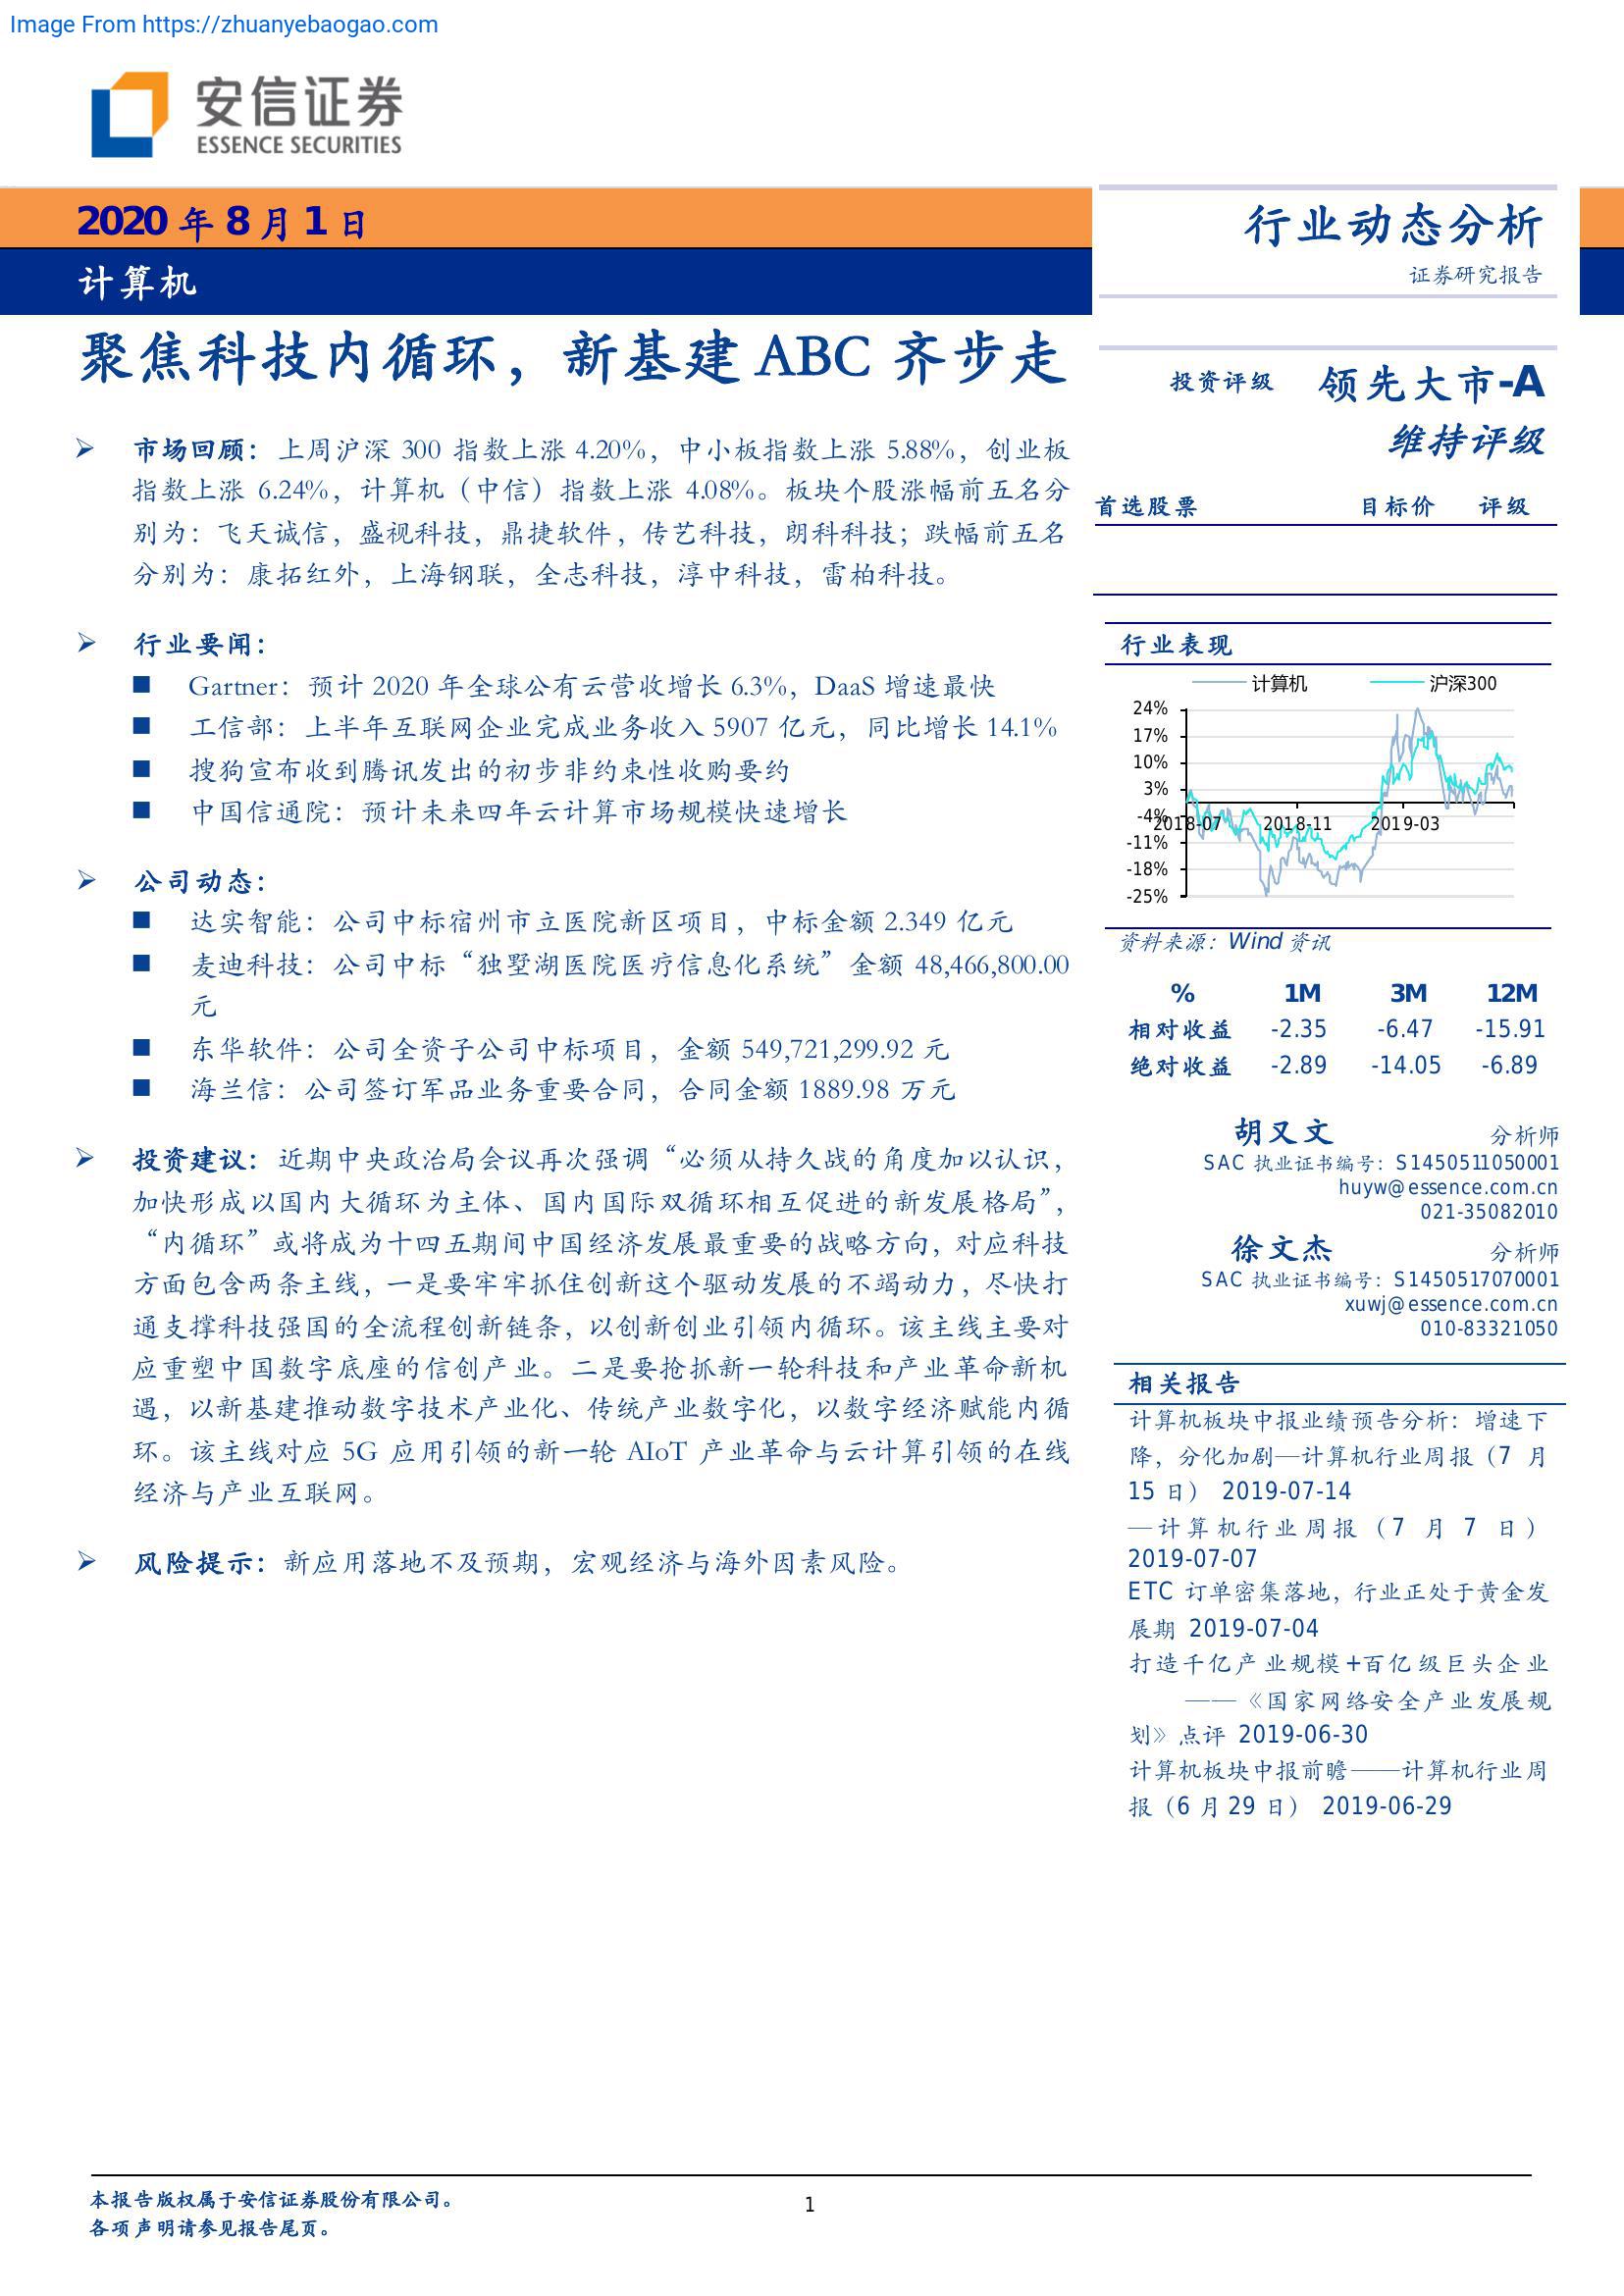 Image From https://zhuanyebaogao.com
安信证券
ESSENCE SECURITIES
2020 年 8 月 1 日
计算机
行业动态分析
证券研究报告
聚焦科技内循环，新基建 ABC 齐步走
市场回顾：上周沪深 300 指数上涨 4.20%，中小板指数上涨 5.88%，创业板
指数上涨 6.24%，计算机（中信）指数上涨 4.08%。板块个股涨幅前五名分
别为：飞天诚信，盛视科技，鼎捷软件，传艺科技，朗科科技；跌幅前五名
分别为：康拓红外，上海钢联，全志科技，淳中科技，雷柏科技。
行业要闻：
Gartner：预计 2020 年全球公有云营收增长 6.3%，DaaS 增速最快
工信部：上半年互联网企业完成业务收入 5907 亿元，同比增长 14.1%
搜狗宣布收到腾讯发出的初步非约束性收购要约
中国信通院：预计未来四年云计算市场规模快速增长
公司动态：
达实智能：公司中标宿州市立医院新区项目，中标金额 2.349 亿元
麦迪科技：公司中标“独墅湖医院医疗信息化系统”金额 48,466,800.00
元
东华软件：公司全资子公司中标项目，金额 549,721,299.92 元
海兰信：公司签订军品业务重要合同，合同金额 1889.98 万元
投资建议：近期中央政治局会议再次强调“必须从持久战的角度加以认识，
加快形成以国内大循环为主体、国内国际双循环相互促进的新发展格局”，
“内循环”或将成为十四五期间中国经济发展最重要的战略方向，对应科技
方面包含两条主线，一是要牢牢抓住创新这个驱动发展的不竭动力，尽快打
通支撑科技强国的全流程创新链条，以创新创业引领内循环。该主线主要对
应重塑中国数字底座的信创产业。二是要抢抓新一轮科技和产业革命新机
遇，以新基建推动数字技术产业化、传统产业数字化，以数字经济赋能内循
环。该主线对应 5G 应用引领的新一轮 AIoT 产业革命与云计算引领的在线
经济与产业互联网。
风险提示：新应用落地不及预期，宏观经济与海外因素风险。
投资评级 领先大市-A
维持评级
首选股票 目标价 评级
行业表现
计算机 沪深300
24%
17%
10%
3%
-4%
2018-07 2018-11 2019-03
-11%
-18%
-25%
资料来源：Wind 资讯
% 1M 3M 12M
相对收益 -2.35 -6.47 -15.91
绝对收益 -2.89 -14.05 -6.89
胡又文 分析师
SAC 执业证书编号：S1450511050001
huyw@essence.com.cn
021-35082010
徐文杰 分析师
SAC 执业证书编号：S1450517070001
xuwj@essence.com.cn
010-83321050
相关报告
计算机板块中报业绩预告分析：增速下
降，分化加剧—计算机行业周报（7 月
15 日） 2019-07-14
—计算机行业周报（7 月 7 日）
2019-07-07
ETC 订单密集落地，行业正处于黄金发
展期 2019-07-04
打造千亿产业规模+百亿级巨头企业
——《国家网络安全产业发展规
划》点评 2019-06-30
计算机板块中报前瞻——计算机行业周
报（6 月 29 日） 2019-06-29
本报告版权属于安信证券股份有限公司。
各项声明请参见报告尾页。
1